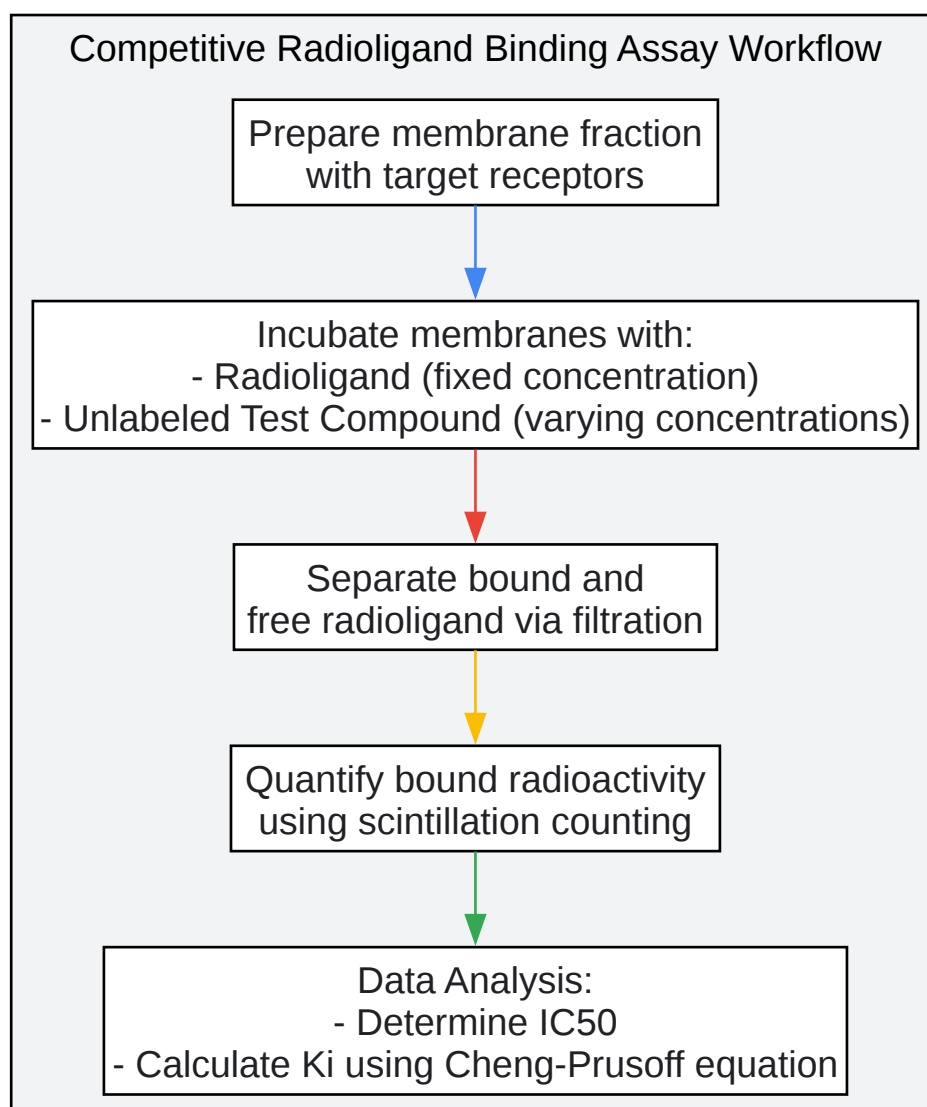 Competitive Radioligand Binding Assay Workflow
Prepare membrane fraction
with target receptors
Incubate membranes with:
- Radioligand (fixed concentration)
- Unlabeled Test Compound (varying concentrations)
Separate bound and
free radioligand via filtration
Quantify bound radioactivity
using scintillation counting
Data Analysis:
- Determine IC50
- Calculate Ki using Cheng-Prusoff equation